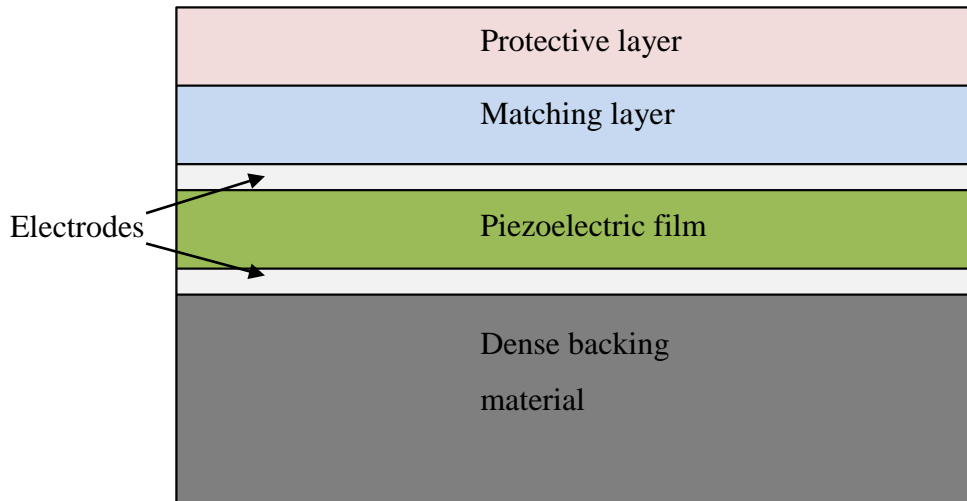 Protective layer
Matching layer
Electrodes
Piezoelectric film
Dense backing
material